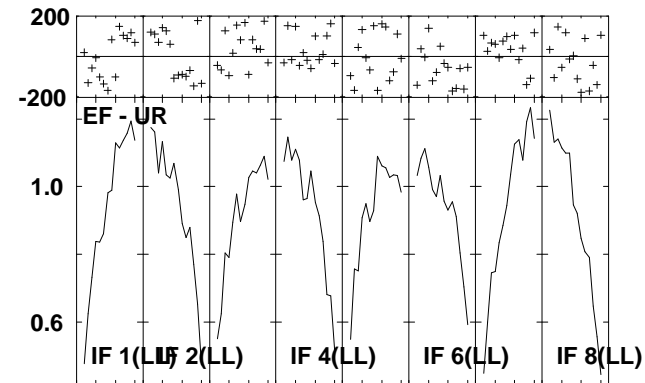 200
-200
EF - UR
1.0
0.6
IF 1(LL)
IF 2(LL)
IF 4(LL)
IF 6(LL)
IF 8(LL)